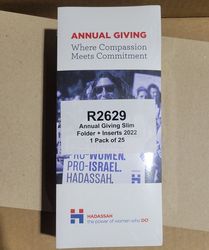 ANNUAL GIVING
Where Compassion
Meets Commitment
R2629
Annual Giving Slim
Folder + Inserts 2022
1 Pack of 25
PRO-WOMEN.
PRO-ISRAEL.
HADASSAH.
HADASSAH
the power of women who DO